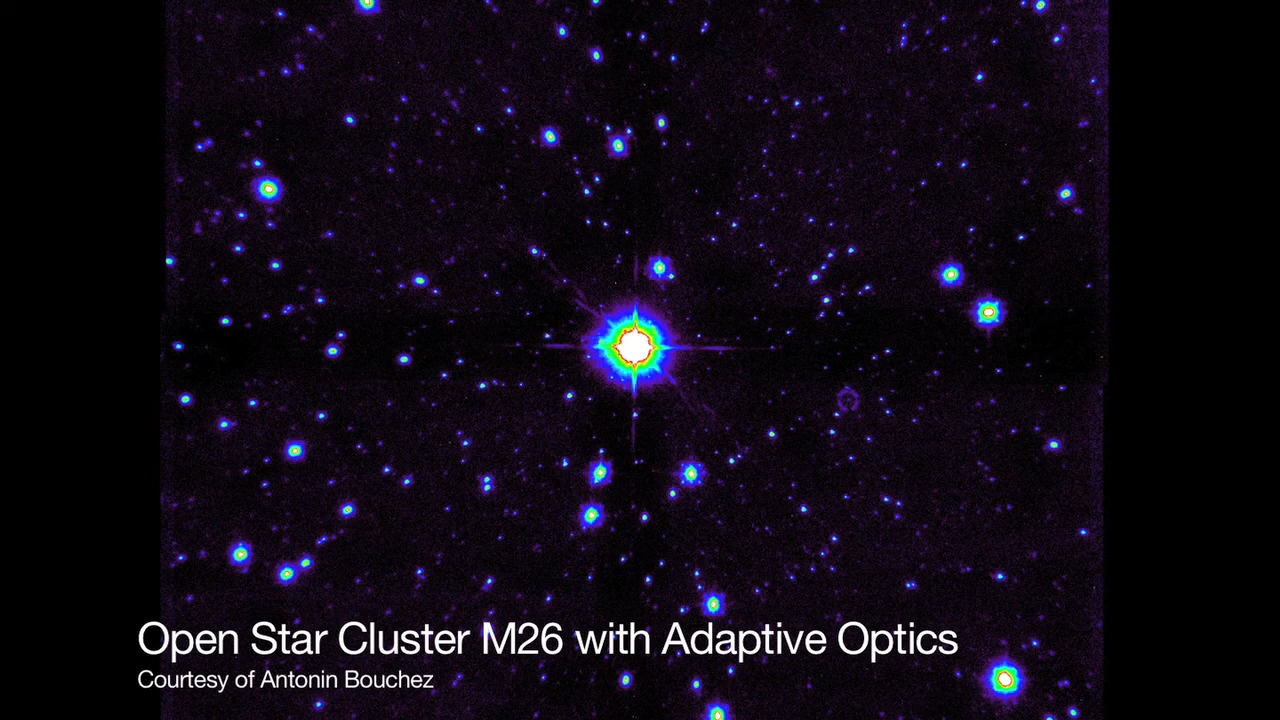 Open Star Cluster M26 with Adaptive Optics
Courtesy of Antonin Bouchez